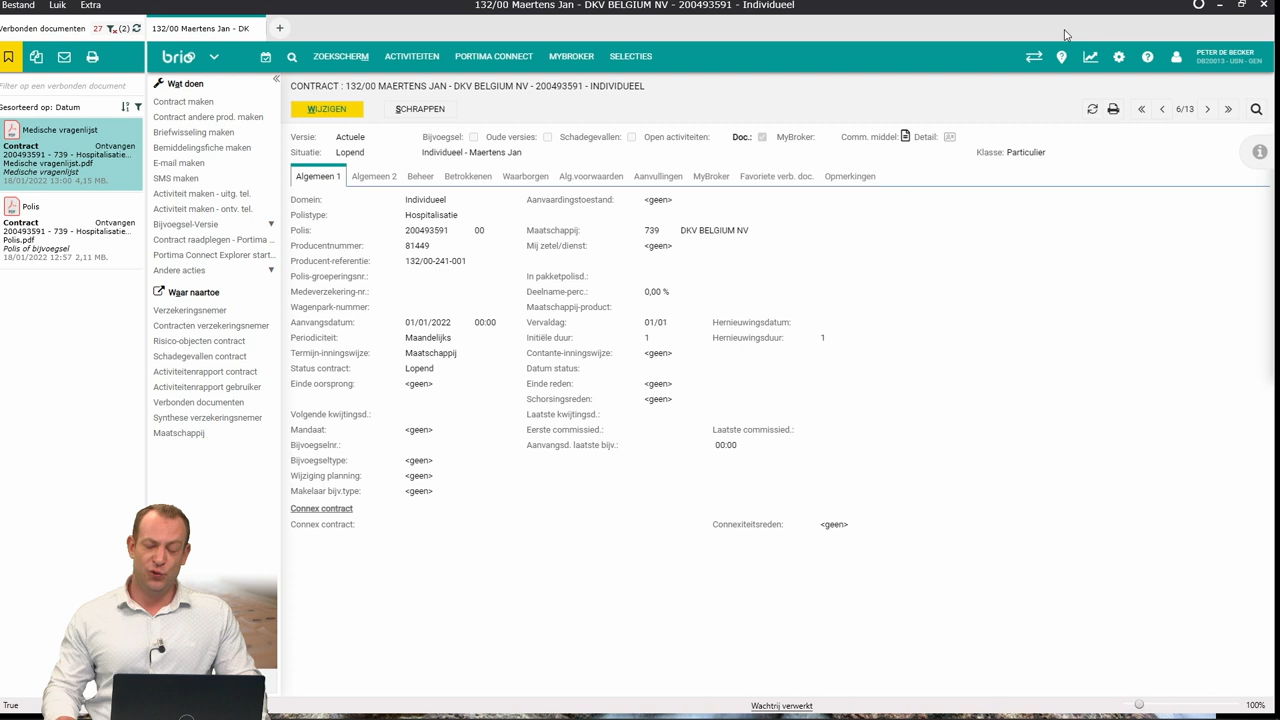 Bestand Luik Extra 132/00 Maertens Jan - DKV BELGIUM NV - 200493591 - Individueel
Verbonden documenten 27 (2) 132/00 Maertens Jan - DK +
brio ZOEKSCHERM ACTIVITEITEN PORTIMA CONNECT MYBROKER SELECTIES PETER DE BECKER
DB20013 - USN - GEN
Filter op een verbonden document
Gesorteerd op: Datum
Medische vragenlijst
Contract Ontvangen
200493591 - 739 - Hospitalisatie...
Medische vragenlijst.pdf
Medische vragenlijst
18/01/2022 13:00 4,15 MB.
Polis
Contract Ontvangen
200493591 - 739 - Hospitalisatie...
Polis.pdf
Polis of bijvoegsel
18/01/2022 12:57 2,11 MB.
Wat doen
Contract maken
Contract andere prod. maken
Briefwisseling maken
Bemiddelingsfiche maken
E-mail maken
SMS maken
Activiteit maken - uitg. tel.
Activiteit maken - ontv. tel.
Bijvoegsel-Versie
Contract raadplegen - Portima ...
Portima Connect Explorer start...
Andere acties
Waar naartoe
Verzekeringsnemer
Contracten verzekeringsnemer
Risico-objecten contract
Schadegevallen contract
Activiteitenrapport contract
Activiteitenrapport gebruiker
Verbonden documenten
Synthese verzekeringsnemer
Maatschappij
CONTRACT : 132/00 MAERTENS JAN - DKV BELGIUM NV - 200493591 - INDIVIDUEEL
WIJZIGEN SCHRAPPEN 6/13
Versie: Actuele Bijvoegsel: Oude versies: Schadegevallen: Open activiteiten: Doc.: MyBroker: Comm. middel: Detail:
Situatie: Lopend Individueel - Maertens Jan Klasse: Particulier
Algemeen 1 Algemeen 2 Beheer Betrokkenen Waarborgen Alg.voorwaarden Aanvullingen MyBroker Favoriete verb. doc. Opmerkingen
Domein: Individueel Aanvaardingstoestand: <geen>
Polistype: Hospitalisatie
Polis: 200493591 00 Maatschappij: 739 DKV BELGIUM NV
Producentnummer: 81449 Mij zetel/dienst: <geen>
Producent-referentie: 132/00-241-001
Polis-groeperingsnr.: In pakketpolisd.:
Medeverzekering-nr.: Deelname-perc.: 0,00 %
Wagenpark-nummer: Maatschappij-product:
Aanvangsdatum: 01/01/2022 00:00 Vervaldag: 01/01 Hernieuwingsdatum:
Periodiciteit: Maandelijks Initiële duur: 1 Hernieuwingsduur: 1
Termijn-inningswijze: Maatschappij Contante-inningswijze: <geen>
Status contract: Lopend Datum status:
Einde oorsprong: <geen> Einde reden: <geen>
Schorsingsreden: <geen>
Volgende kwijtingsd.: Laatste kwijtingsd.:
Mandaat: <geen> Eerste commissied.: Laatste commissied.:
Bijvoegselnr.: Aanvangsd. laatste bijv.: 00:00
Bijvoegseltype: <geen>
Wijziging planning: <geen>
Makelaar bijv.type: <geen>
Connex contract
Connex contract: Connexiteitsreden: <geen>
True Wachtrij verwerkt 100%